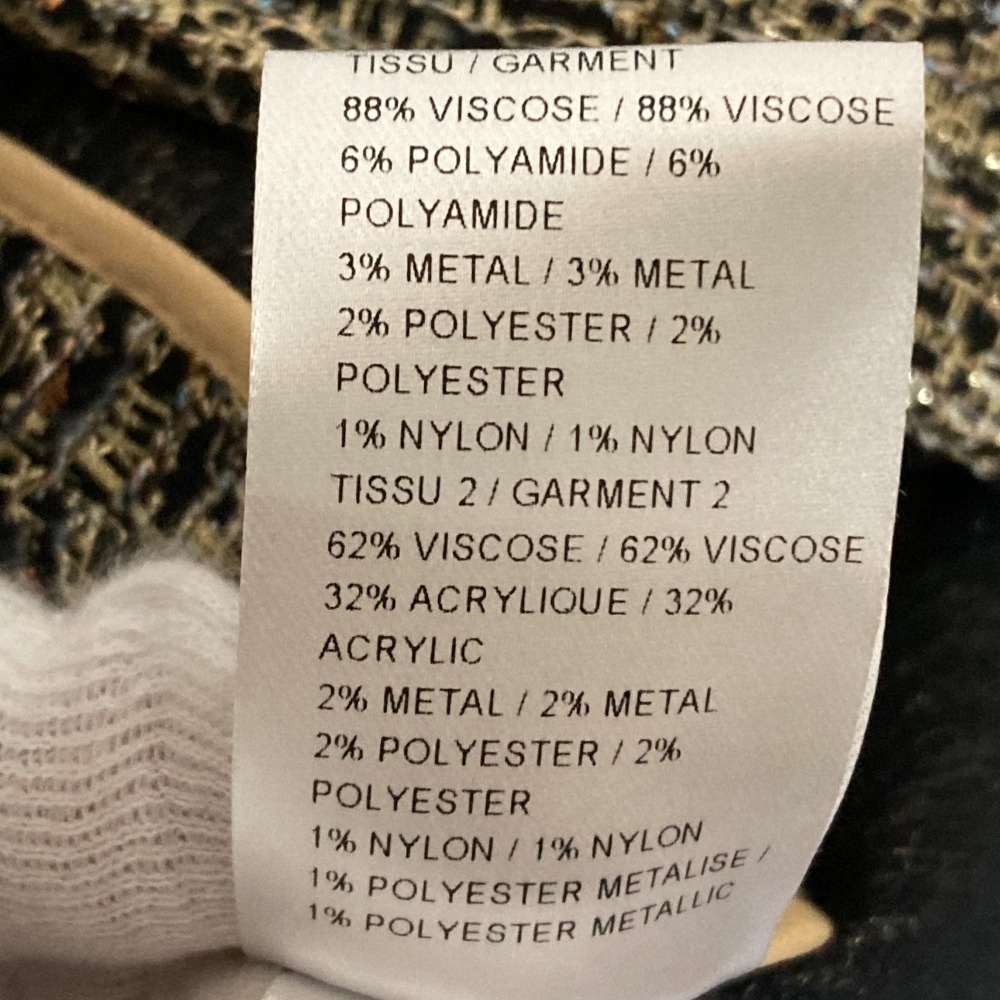 TISSU / GARMENT
88% VISCOSE / 88% VISCOSE
6% POLYAMIDE / 6%
POLYAMIDE
3% METAL / 3% METAL
2% POLYESTER / 2%
POLYESTER
1% NYLON / 1% NYLON
TISSU 2 / GARMENT 2
62% VISCOSE / 62% VISCOSE
32% ACRYLIQUE / 32%
ACRYLIC
2% METAL / 2% METAL
2% POLYESTER / 2%
POLYESTER
1% NYLON / 1% NYLON
1% POLYESTER METALISE /
1% POLYESTER METALLIC